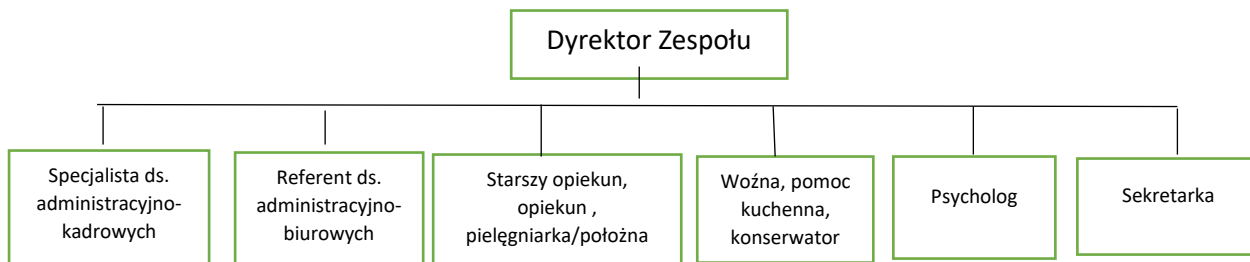 Dyrektor Zespołu
Specjalista ds.
administracyjno-
kadrowych
Referent ds.
administracyjno-
biurowych
Starszy opiekun,
opiekun ,
pielęgniarka/położna
Woźna, pomoc
kuchenna,
konserwator
Psycholog
Sekretarka